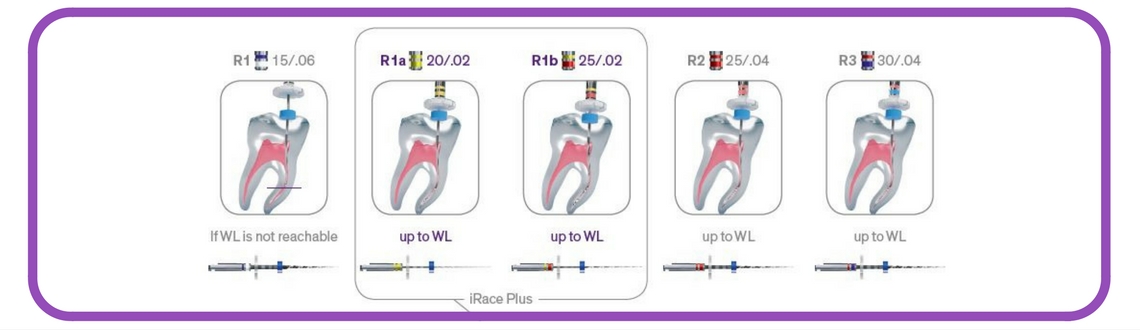 R1 15/.06
R1a 20/.02
R1b 25/.02
R2 25/.04
R3 30/.04
If WL is not reachable
up to WL
up to WL
up to WL
up to WL
iRace Plus